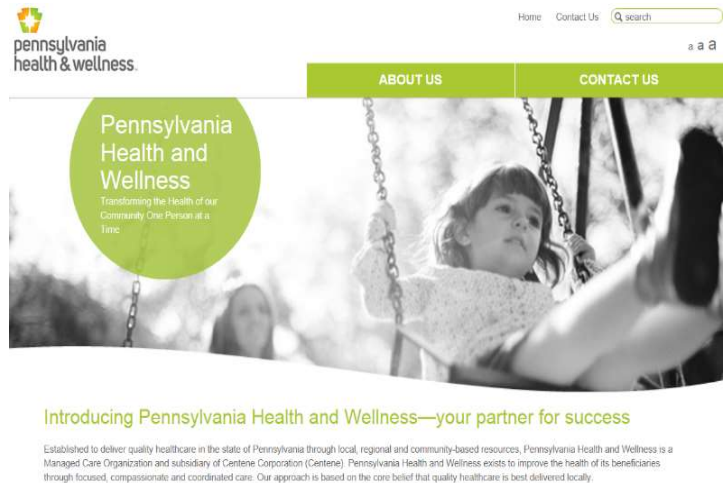 Home Contact Us search
pennsylvania
health & wellness.
a a a
ABOUT US CONTACT US
Pennsylvania
Health and
Wellness
Transforming the Health of our
Community One Person at a
Time
Introducing Pennsylvania Health and Wellness—your partner for success
Established to deliver quality healthcare in the state of Pennsylvania through local, regional and community-based resources, Pennsylvania Health and Wellness is a
Managed Care Organization and subsidiary of Centene Corporation (Centene). Pennsylvania Health and Wellness exists to improve the health of its beneficiaries
through focused, compassionate and coordinated care. Our approach is based on the core belief that quality healthcare is best delivered locally.